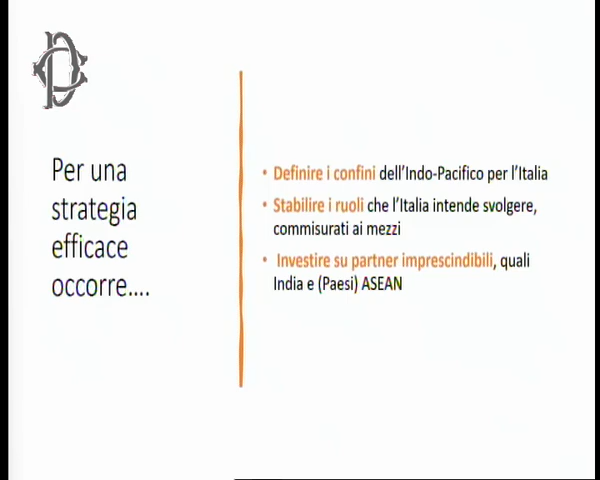 Per una
strategia
efficace
occorre....
• Definire i confini dell'Indo-Pacifico per l'Italia
• Stabilire i ruoli che l'Italia intende svolgere,
commisurati ai mezzi
• Investire su partner imprescindibili, quali
India e (Paesi) ASEAN